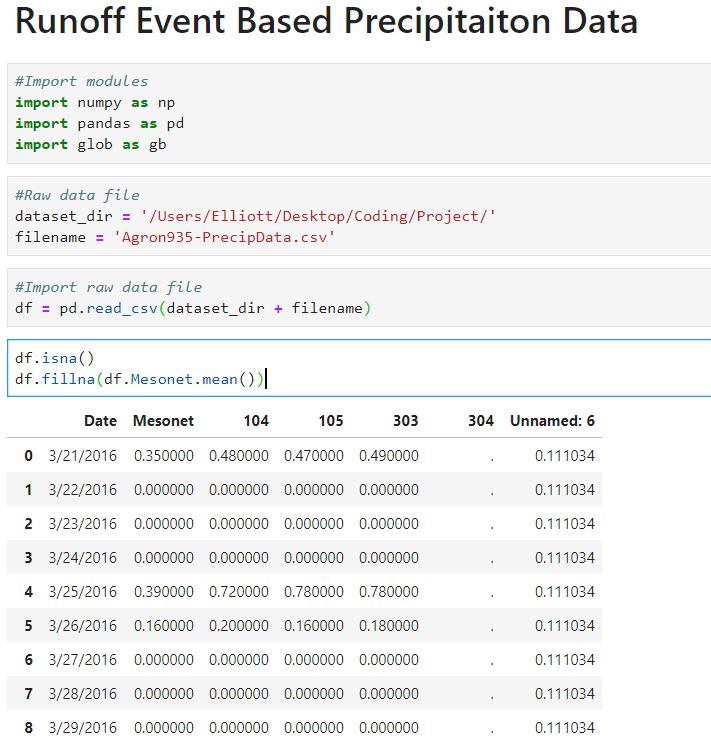 Runoff Event Based Precipitaiton Data
#Import modules
import numpy as np
import pandas as pd
import glob as gb
#Raw data file
dataset_dir = '/Users/Elliott/Desktop/Coding/Project/'
filename = 'Agron935-PrecipData.csv'
#Import raw data file
df = pd.read_csv(dataset_dir + filename)
df.isna()
df.fillna(df.Mesonet.mean())
Date Mesonet 104 105 303 304 Unnamed: 6
0 3/21/2016 0.350000 0.480000 0.470000 0.490000 . 0.111034
1 3/22/2016 0.000000 0.000000 0.000000 0.000000 . 0.111034
2 3/23/2016 0.000000 0.000000 0.000000 0.000000 . 0.111034
3 3/24/2016 0.000000 0.000000 0.000000 0.000000 . 0.111034
4 3/25/2016 0.390000 0.720000 0.780000 0.780000 . 0.111034
5 3/26/2016 0.160000 0.200000 0.160000 0.180000 . 0.111034
6 3/27/2016 0.000000 0.000000 0.000000 0.000000 . 0.111034
7 3/28/2016 0.000000 0.000000 0.000000 0.000000 . 0.111034
8 3/29/2016 0.000000 0.000000 0.000000 0.000000 . 0.111034